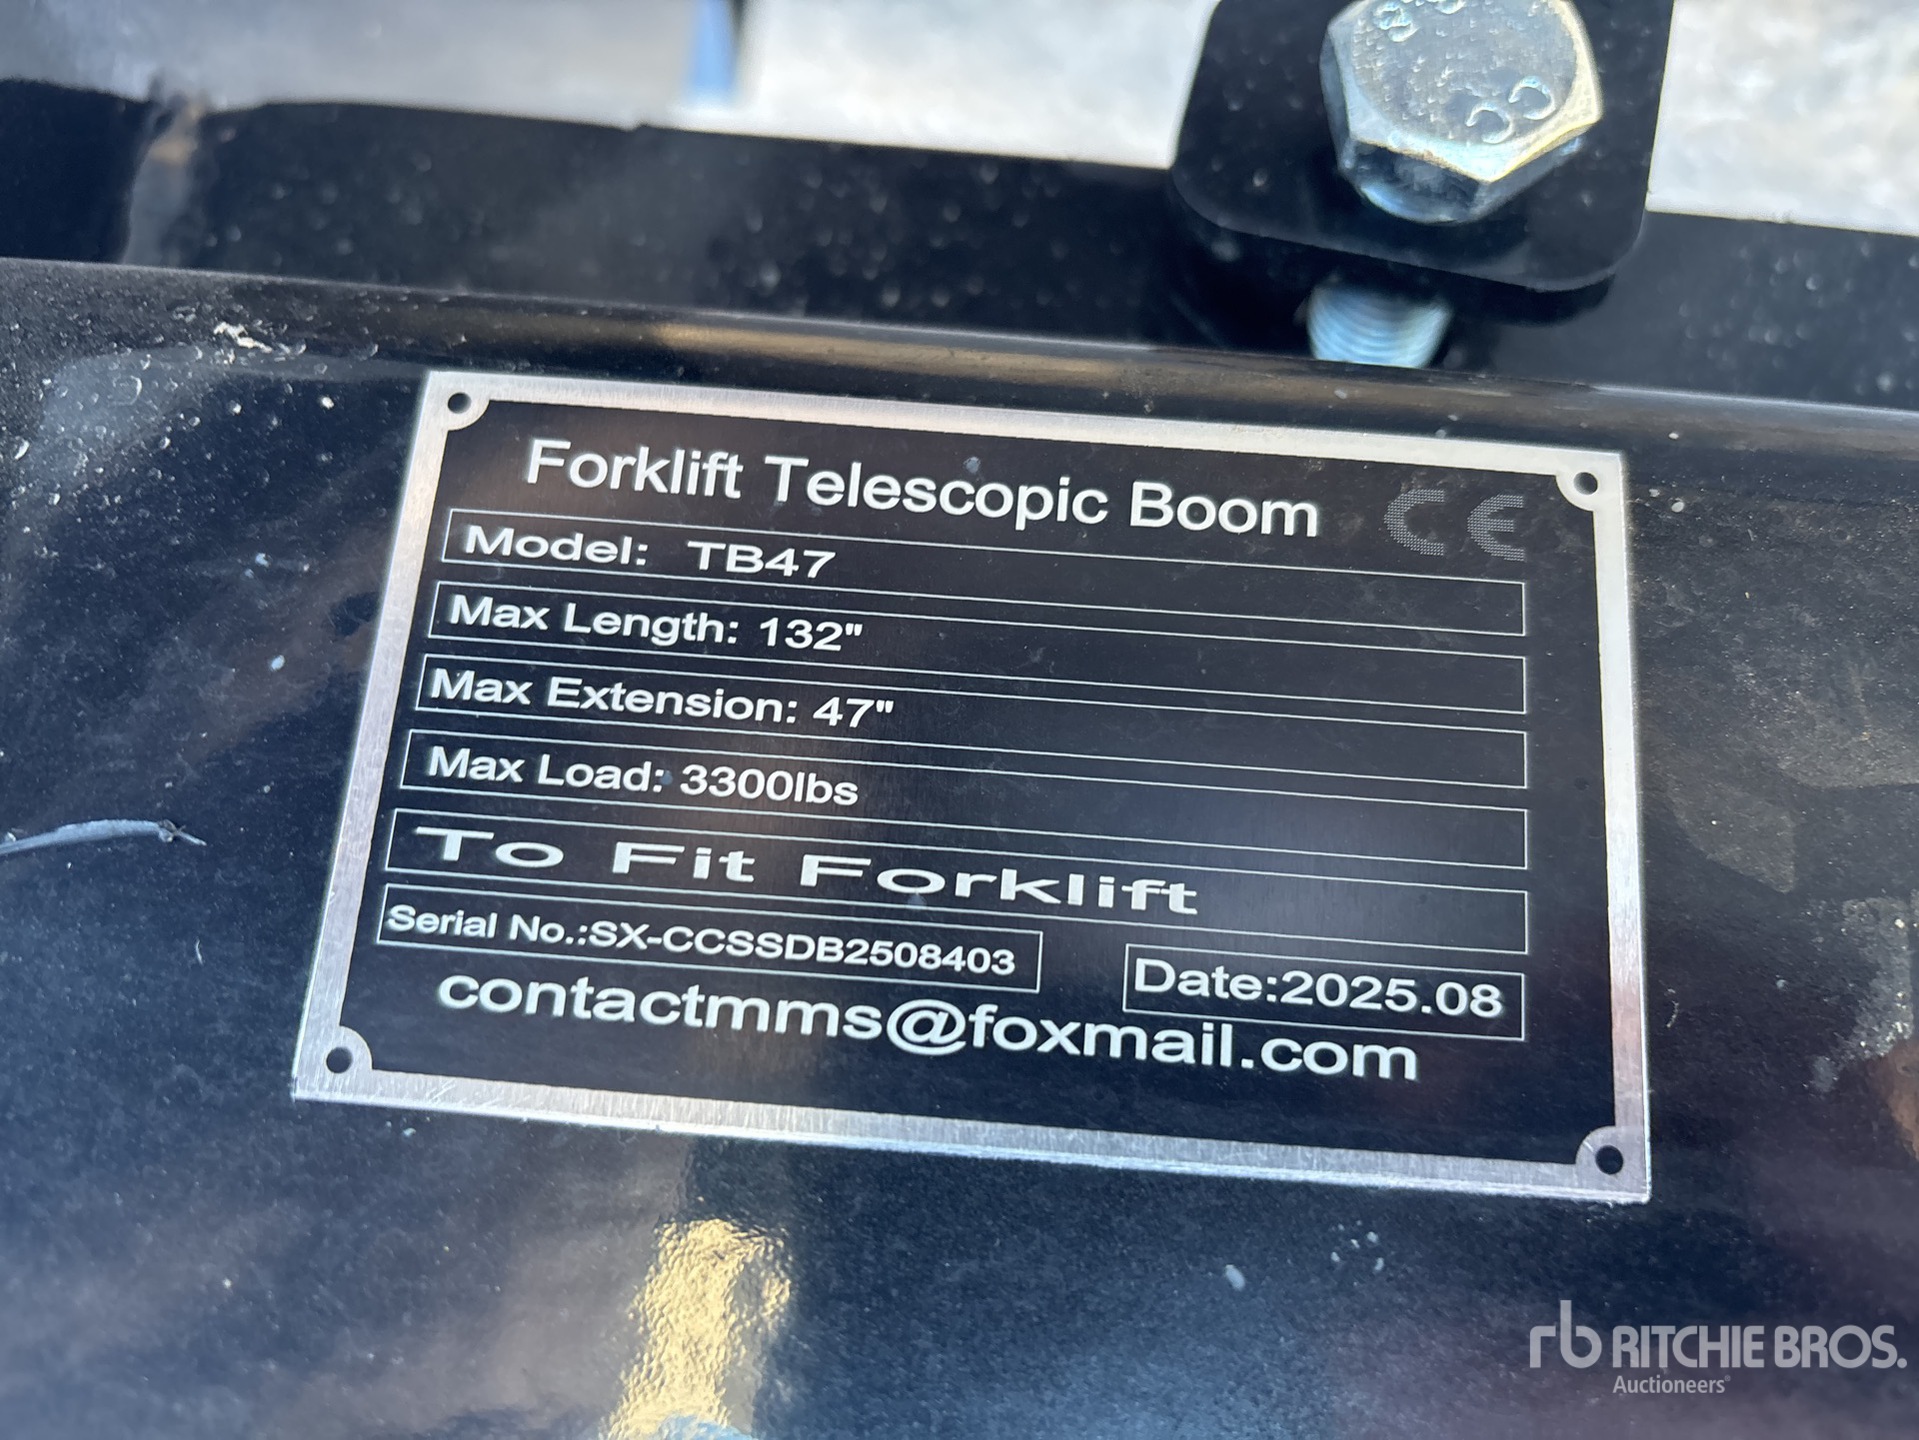 Forklift Telescopic Boom CE
Model: TB47
Max Length: 132"
Max Extension: 47"
Max Load: 3300lbs
To Fit Forklift
Serial No.:SX-CCSSDB2508403
Date:2025.08
contactmms@foxmail.com
rb RITCHIE BROS.
Auctioneers®